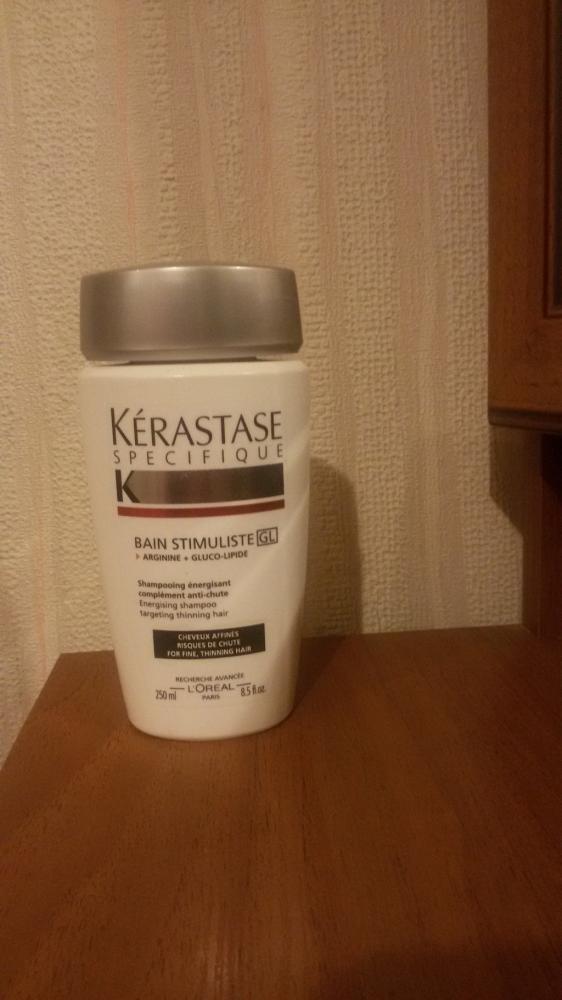 KÉRASTASE
SPECIFIQUE
K
BAIN STIMULISTE GL
ARGININE + GLUCO-LIPIDE
Shampooing énergisant
complément anti-chute
Energising shampoo
targeting thinning hair
CHEVEUX AFFINÉS
RISQUES DE CHUTE
FOR FINE, THINNING HAIR
RECHERCHE AVANCÉE
250 ml L'ORÉAL 8.5 fl.oz.
PARIS